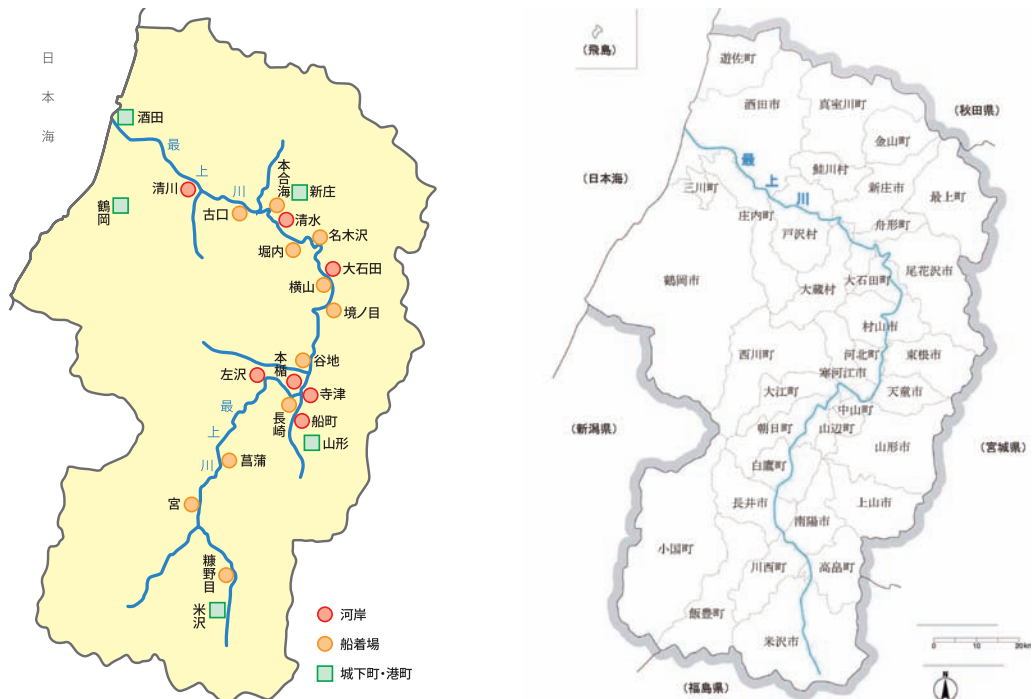 日本海
酒田
最上川
清川
鶴岡
古口
本合海
新庄
清水
名木沢
堀内
大石田
横山
境ノ目
谷地
本楯
左沢
寺津
長崎
船町
山形
最上川
菖蒲
宮
糠野目
米沢
河岸
船着場
城下町・港町
(飛島)
遊佐町
酒田市
真室川町
(秋田県)
金山町
最上川
鮭川村
(日本海)
三川町
新庄市
最上町
庄内町
舟形町
戸沢村
鶴岡市
大蔵村
大石田町
尾花沢市
村山市
西川町
河北町
東根市
寒河江市
大江町
天童市
中山町
(新潟県)
朝日町
山辺町
山形市
(宮城県)
白鷹町
長井市
上山市
南陽市
小国町
川西町
高畠町
飯豊町
米沢市
(福島県)
0 10 20km